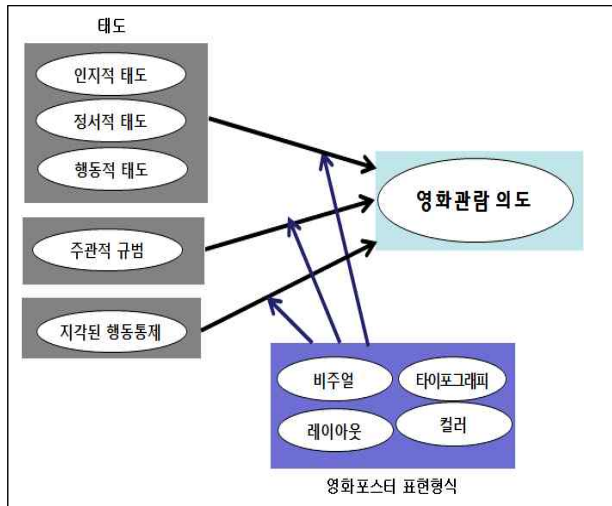 태도
인지적 태도
정서적 태도
행동적 태도
주관적 규범
지각된 행동통제
영화관람 의도
비주얼
타이포그래피
레이아웃
컬러
영화포스터 표현형식